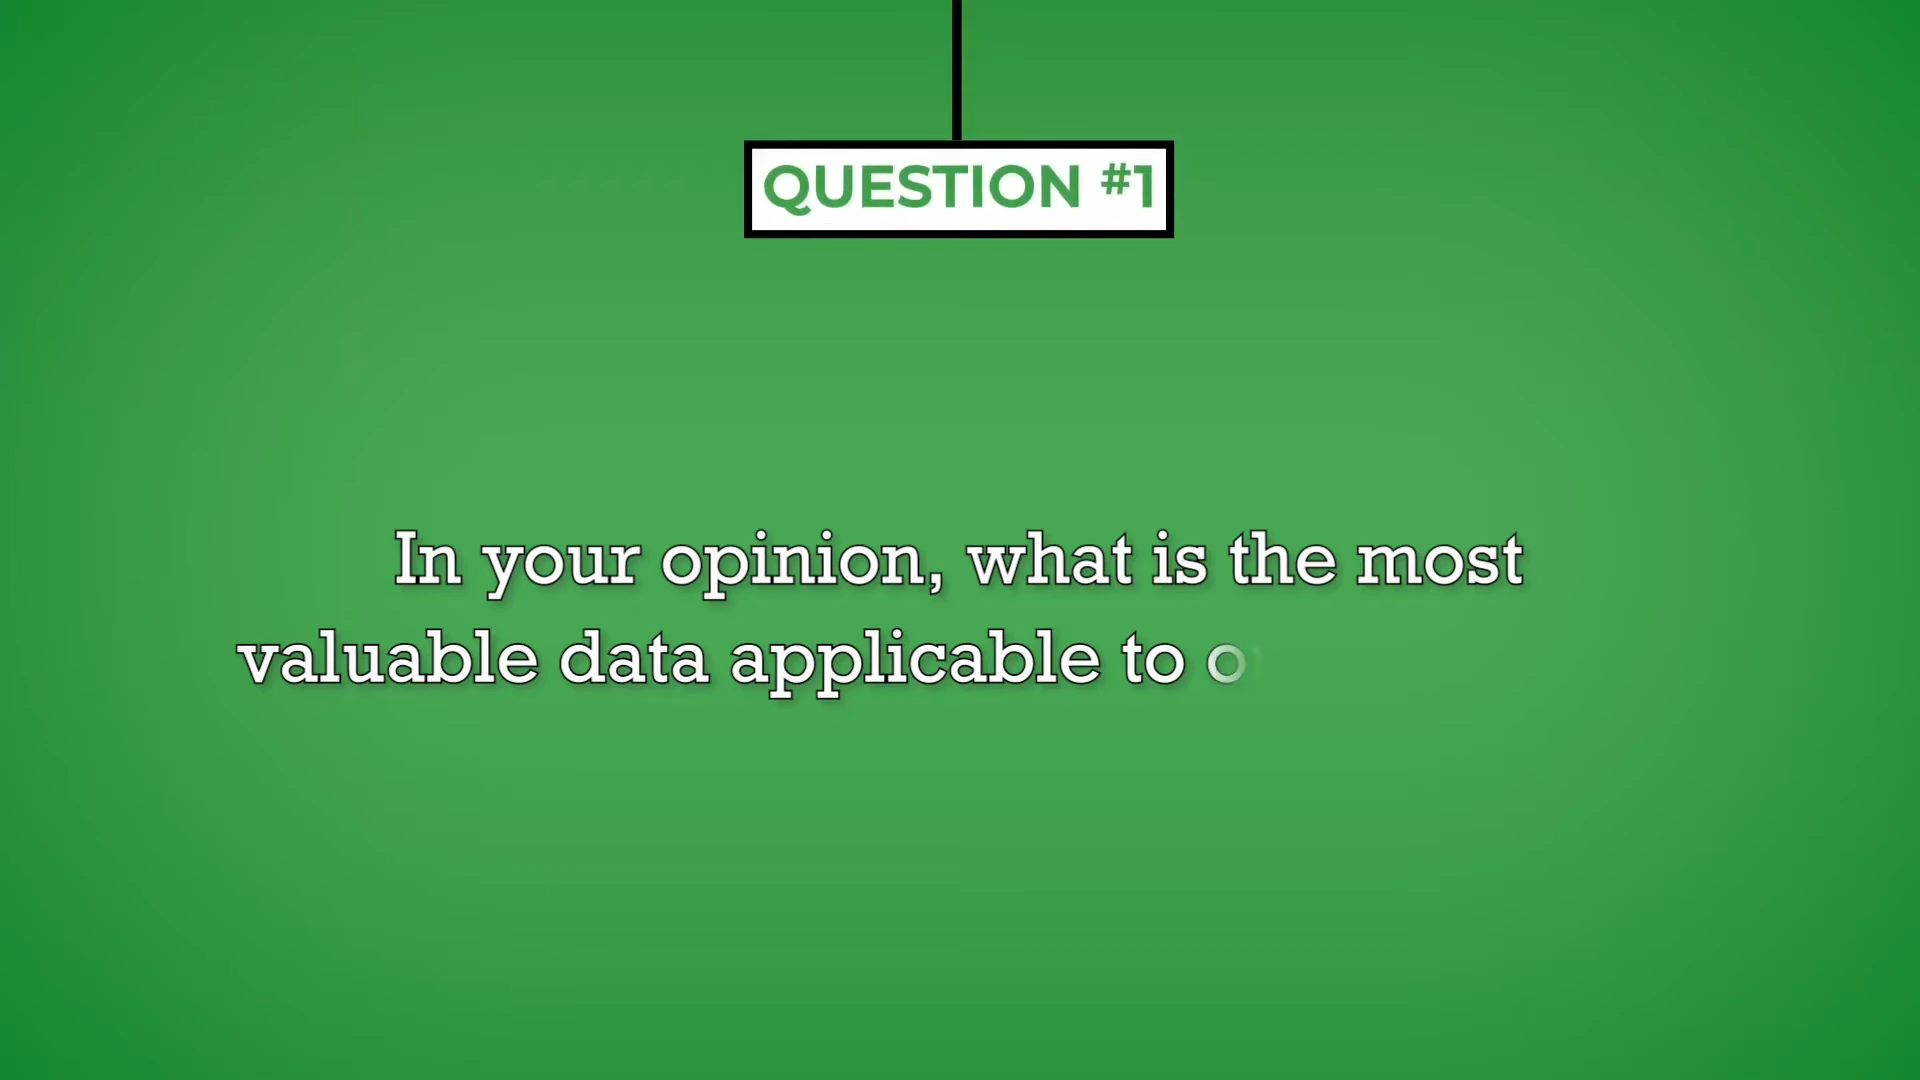 QUESTION #1
In your opinion, what is the most
valuable data applicable to